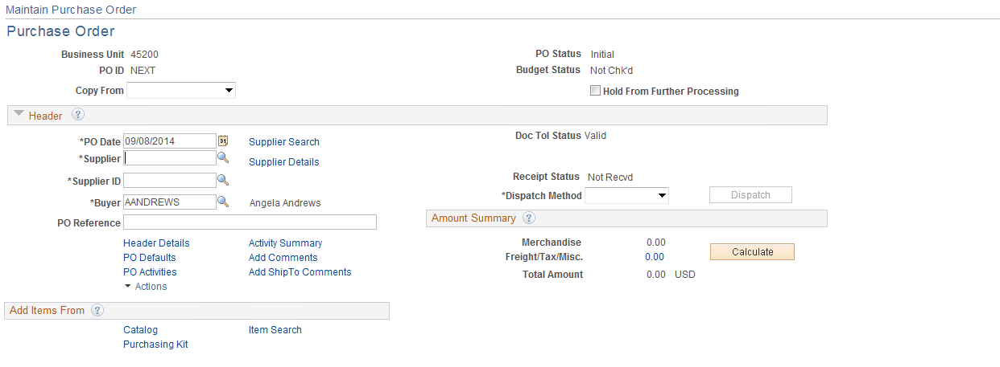 Maintain Purchase Order
Purchase Order
Business Unit 45200
PO Status Initial
PO ID NEXT
Budget Status Not Chk'd
Copy From
Hold From Further Processing
Header ?
*PO Date 09/08/2014 31 Supplier Search
Doc Tol Status Valid
*Supplier
Supplier Details
*Supplier ID
Receipt Status Not Recvd
*Dispatch Method Dispatch
*Buyer AANDREWS Angela Andrews
PO Reference
Amount Summary ?
Header Details Activity Summary
Merchandise 0.00
PO Defaults Add Comments
Freight/Tax/Misc. 0.00 Calculate
PO Activities Add ShipTo Comments
Total Amount 0.00 USD
Actions
Add Items From ?
Catalog Item Search
Purchasing Kit